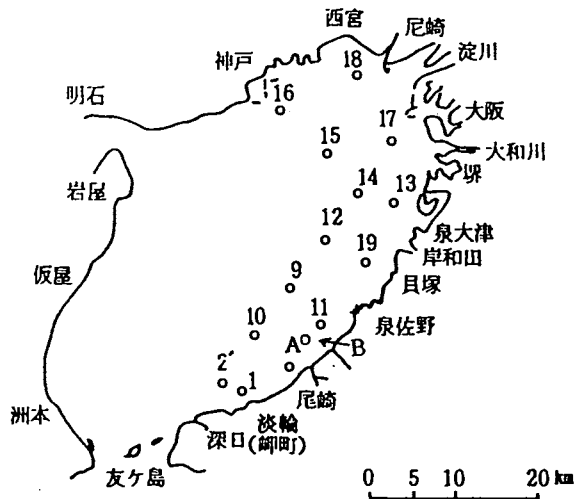 西宮
尼崎
淀川
神戸
18
明石
16
17
大阪
15
大和川
堺
岩屋
14
13
12
泉大津
岸和田
19
仮屋
9
貝塚
10
11
泉佐野
A
B
2′
1
尾崎
洲本
淡輪
深日
(岬町)
友ケ島
0 5 10 20 km